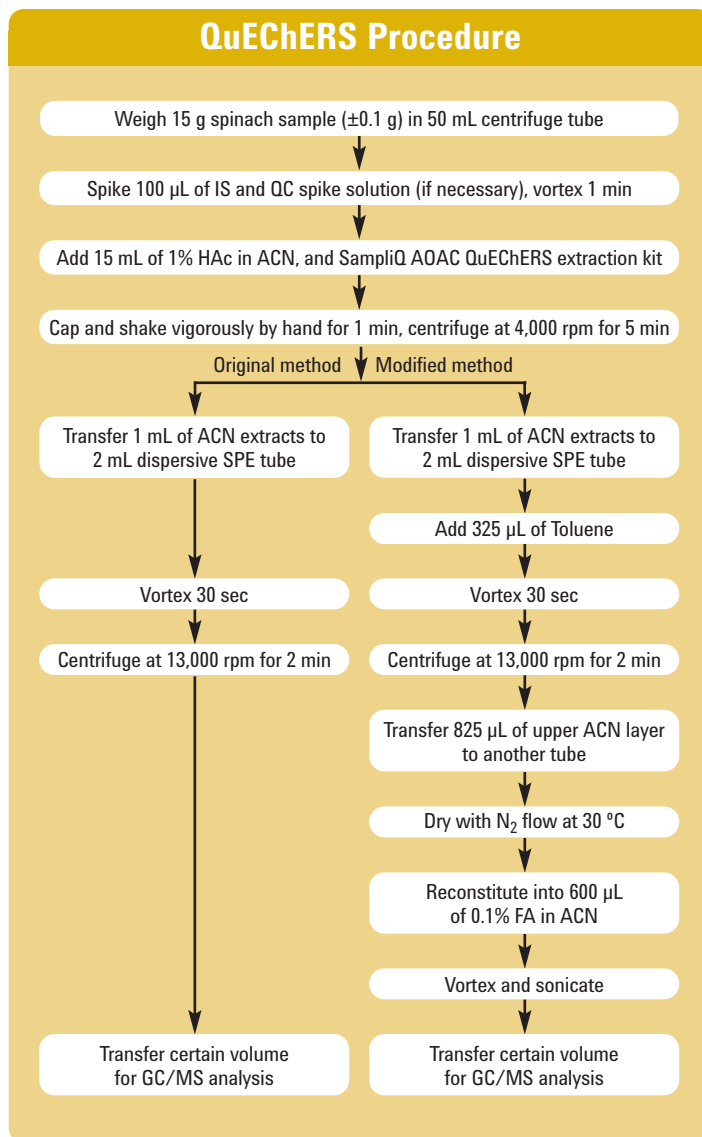 QuEChERS Procedure
Weigh 15 g spinach sample (±0.1 g) in 50 mL centrifuge tube
Spike 100 µL of IS and QC spike solution (if necessary), vortex 1 min
Add 15 mL of 1% HAc in ACN, and SampliQ AOAC QuEChERS extraction kit
Cap and shake vigorously by hand for 1 min, centrifuge at 4,000 rpm for 5 min
Original method
Modified method
Transfer 1 mL of ACN extracts to
2 mL dispersive SPE tube
Vortex 30 sec
Centrifuge at 13,000 rpm for 2 min
Transfer certain volume
for GC/MS analysis
Transfer 1 mL of ACN extracts to
2 mL dispersive SPE tube
Add 325 µL of Toluene
Vortex 30 sec
Centrifuge at 13,000 rpm for 2 min
Transfer 825 µL of upper ACN layer
to another tube
Dry with N₂ flow at 30 ºC
Reconstitute into 600 µL
of 0.1% FA in ACN
Vortex and sonicate
Transfer certain volume
for GC/MS analysis